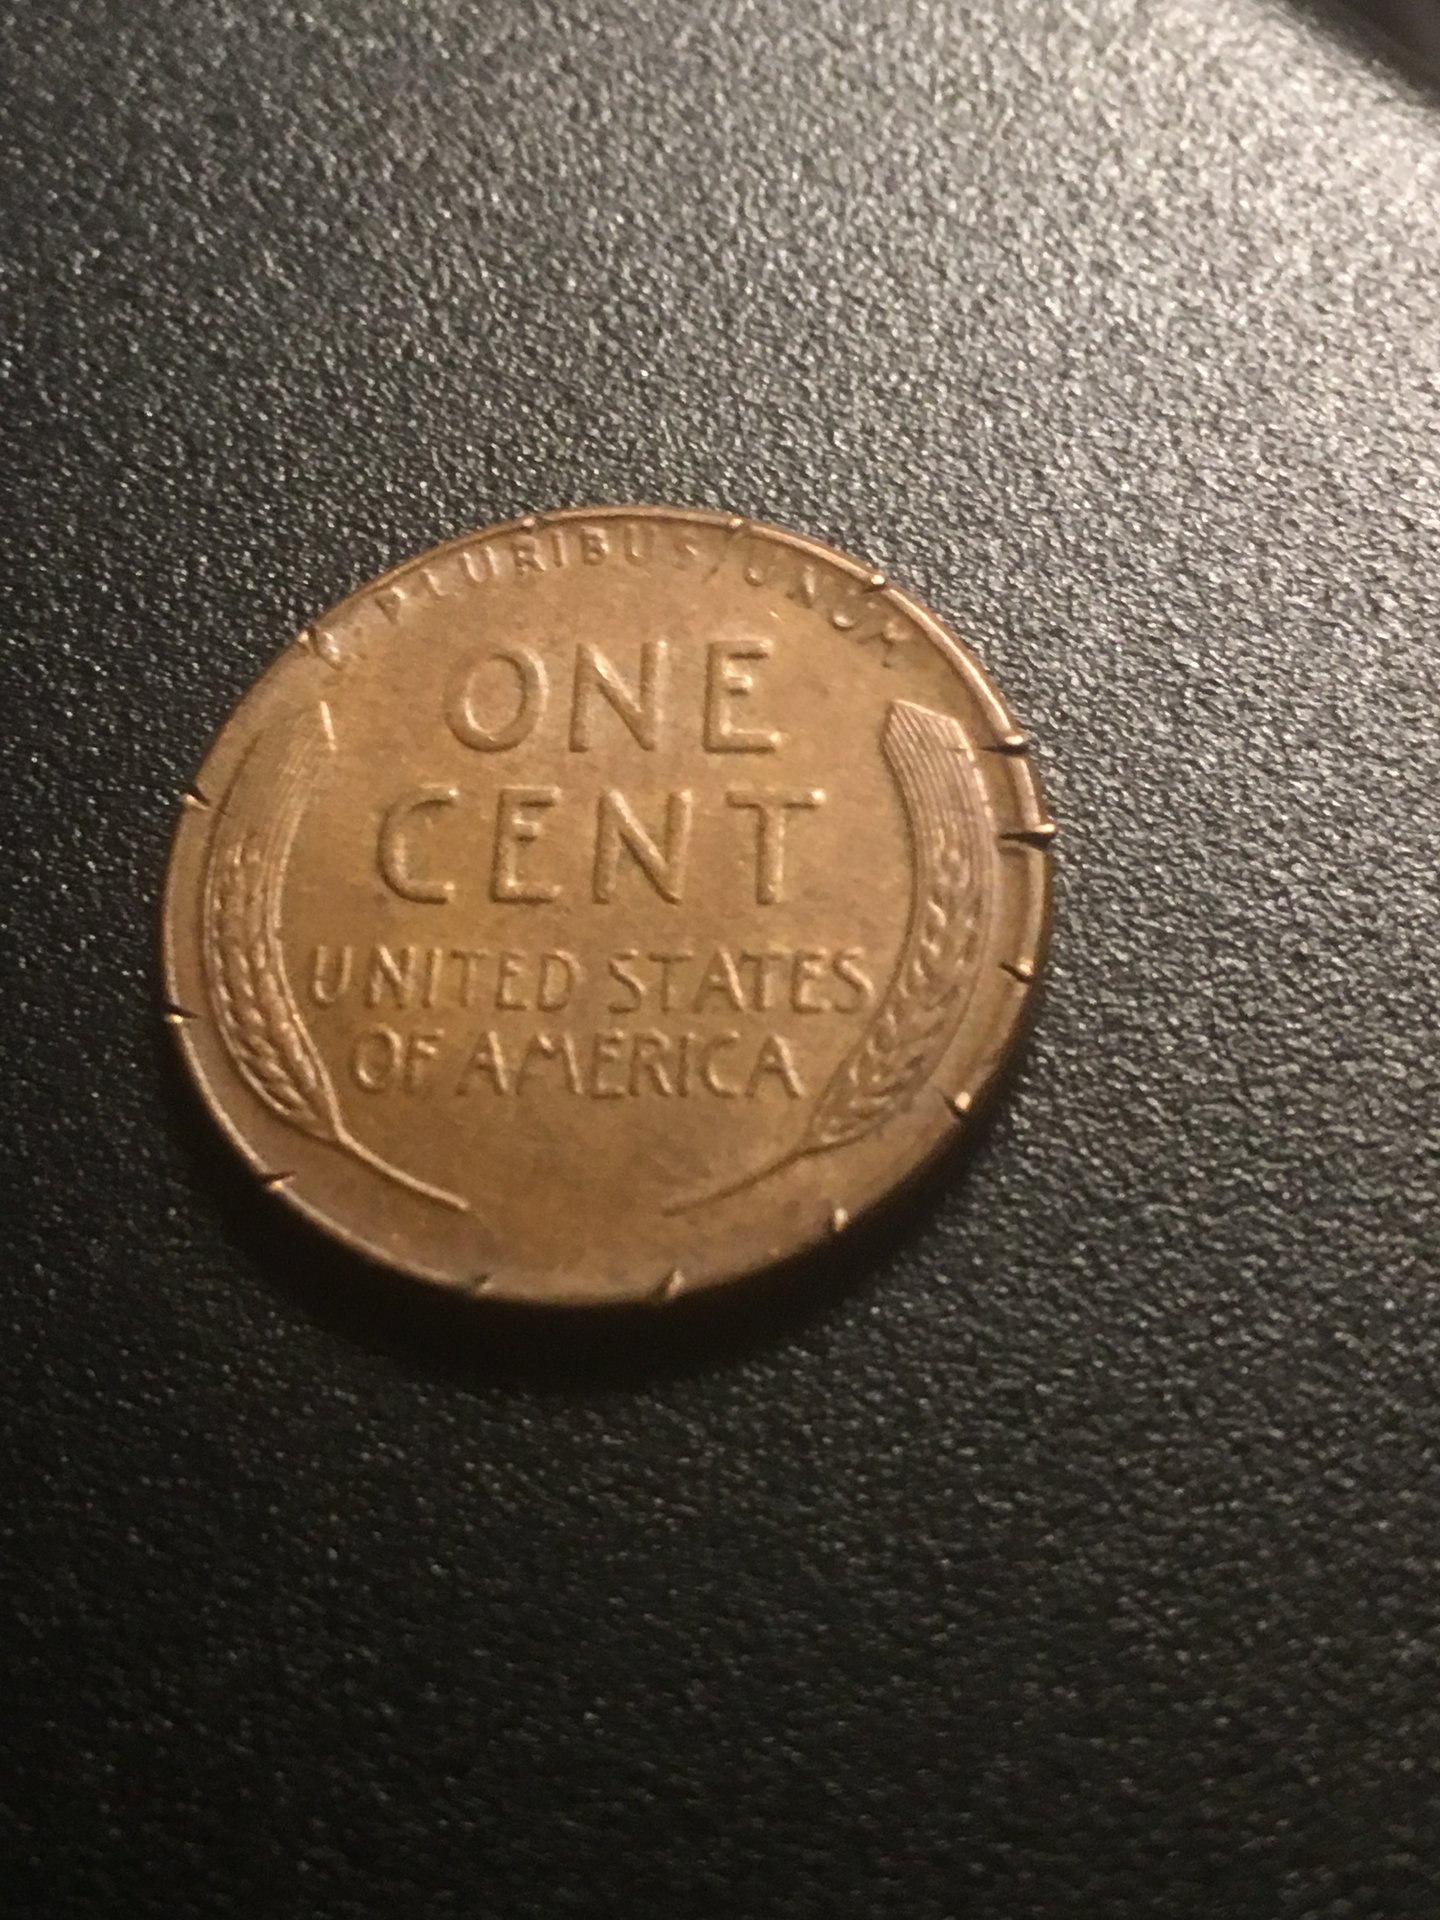 E · PLURIBUS · UNUM
ONE
CENT
UNITED STATES
OF AMERICA